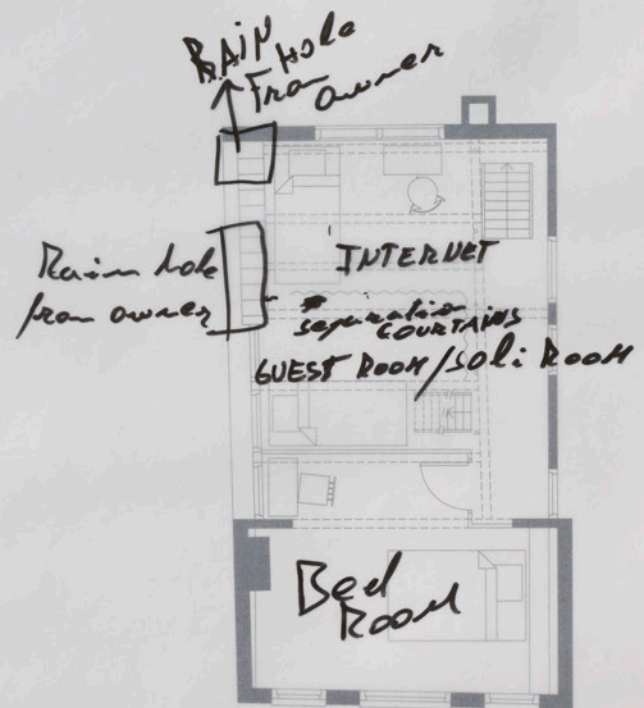 RAIN Hole
From owner
Rain hole
from owner
INTERNET
separation
COURTAINS
GUEST ROOM/SOLi ROOM
Bed
Room